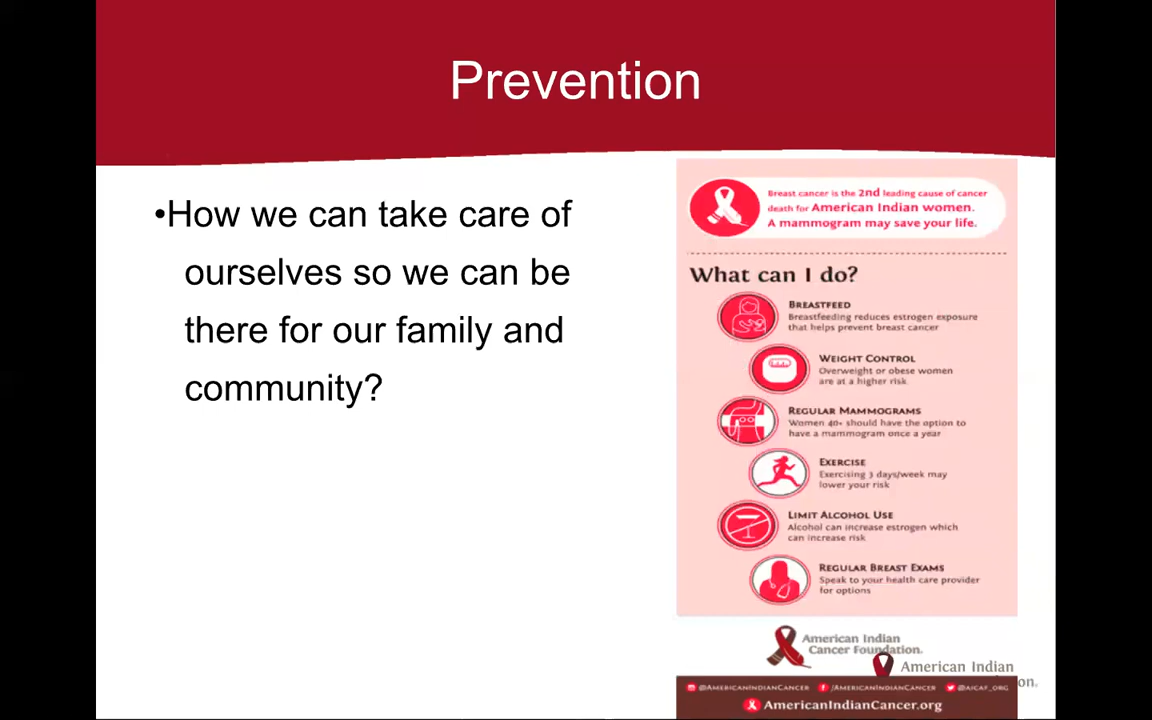 Prevention
•How we can take care of
ourselves so we can be
there for our family and
community?
Breast cancer is the 2nd leading cause of cancer
death for American Indian women.
A mammogram may save your life.
What can I do?
BREASTFEED
Breastfeeding reduces estrogen exposure
that helps prevent breast cancer
WEIGHT CONTROL
Overweight or obese women
are at a higher risk
REGULAR MAMMOGRAMS
Women 40+ should have the option to
have a mammogram once a year
EXERCISE
Exercising 3 days/week may
lower your risk
LIMIT ALCOHOL USE
Alcohol can increase estrogen which
can increase risk
REGULAR BREAST EXAMS
Speak to your health care provider
for options
American Indian
Cancer Foundation.
American Indian
on.
@AMERICANINDIANCANCER /AMERICANINDIANCANCER @AICAF_ORG
AmericanIndianCancer.org